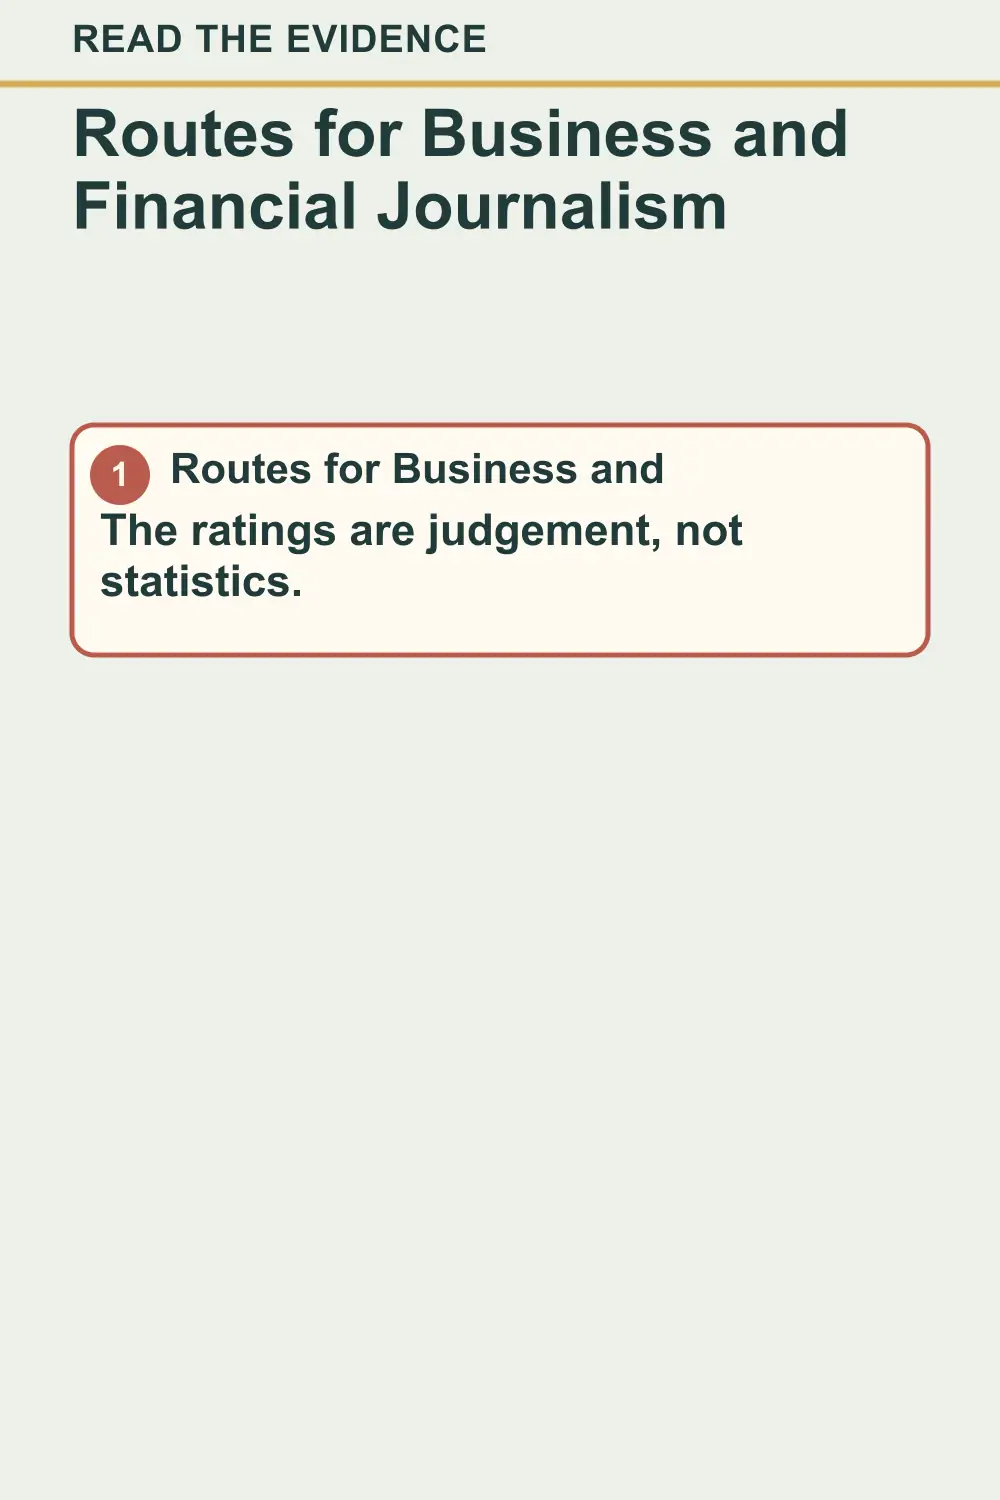 READ THE EVIDENCE
Routes for Business and
Financial Journalism
1 Routes for Business and
The ratings are judgement, not
statistics.